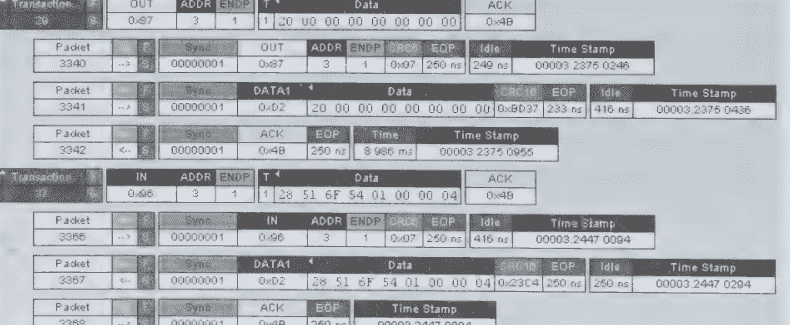 Transaction F OUT ADDR ENDP T Data ACK
S 0x87 3 1 1 20 00 00 00 00 00 00 00 0x4B
Packet F Sync OUT ADDR ENDP CRC5 EOP Idle Time Stamp
3340 --> S 00000001 0x87 3 1 0x07 250 ns 249 ns 00003.2375 0246
Packet F Sync DATA1 Data CRC16 EOP Idle Time Stamp
3341 --> S 00000001 0xD2 20 00 00 00 00 00 00 00 0xBD37 233 ns 416 ns 00003.2375 0436
Packet F Sync ACK EOP Time Time Stamp
3342 <-- S 00000001 0x4B 250 ns 8.986 ms 00003.2375 0955
Transaction F IN ADDR ENDP T Data ACK
37 S 0x96 3 1 1 28 51 6F 54 01 00 00 04 0x4B
Packet F Sync IN ADDR ENDP CRC5 EOP Idle Time Stamp
3366 --> S 00000001 0x96 3 1 0x07 250 ns 416 ns 00003.2447 0094
Packet F Sync DATA1 Data CRC16 EOP Idle Time Stamp
3367 <-- S 00000001 0xD2 28 51 6F 54 01 00 00 04 0x23C4 250 ns 250 ns 00003.2447 0294
Packet F Sync ACK EOP Time Stamp
3368 S 00000001 0x4B 250 ns